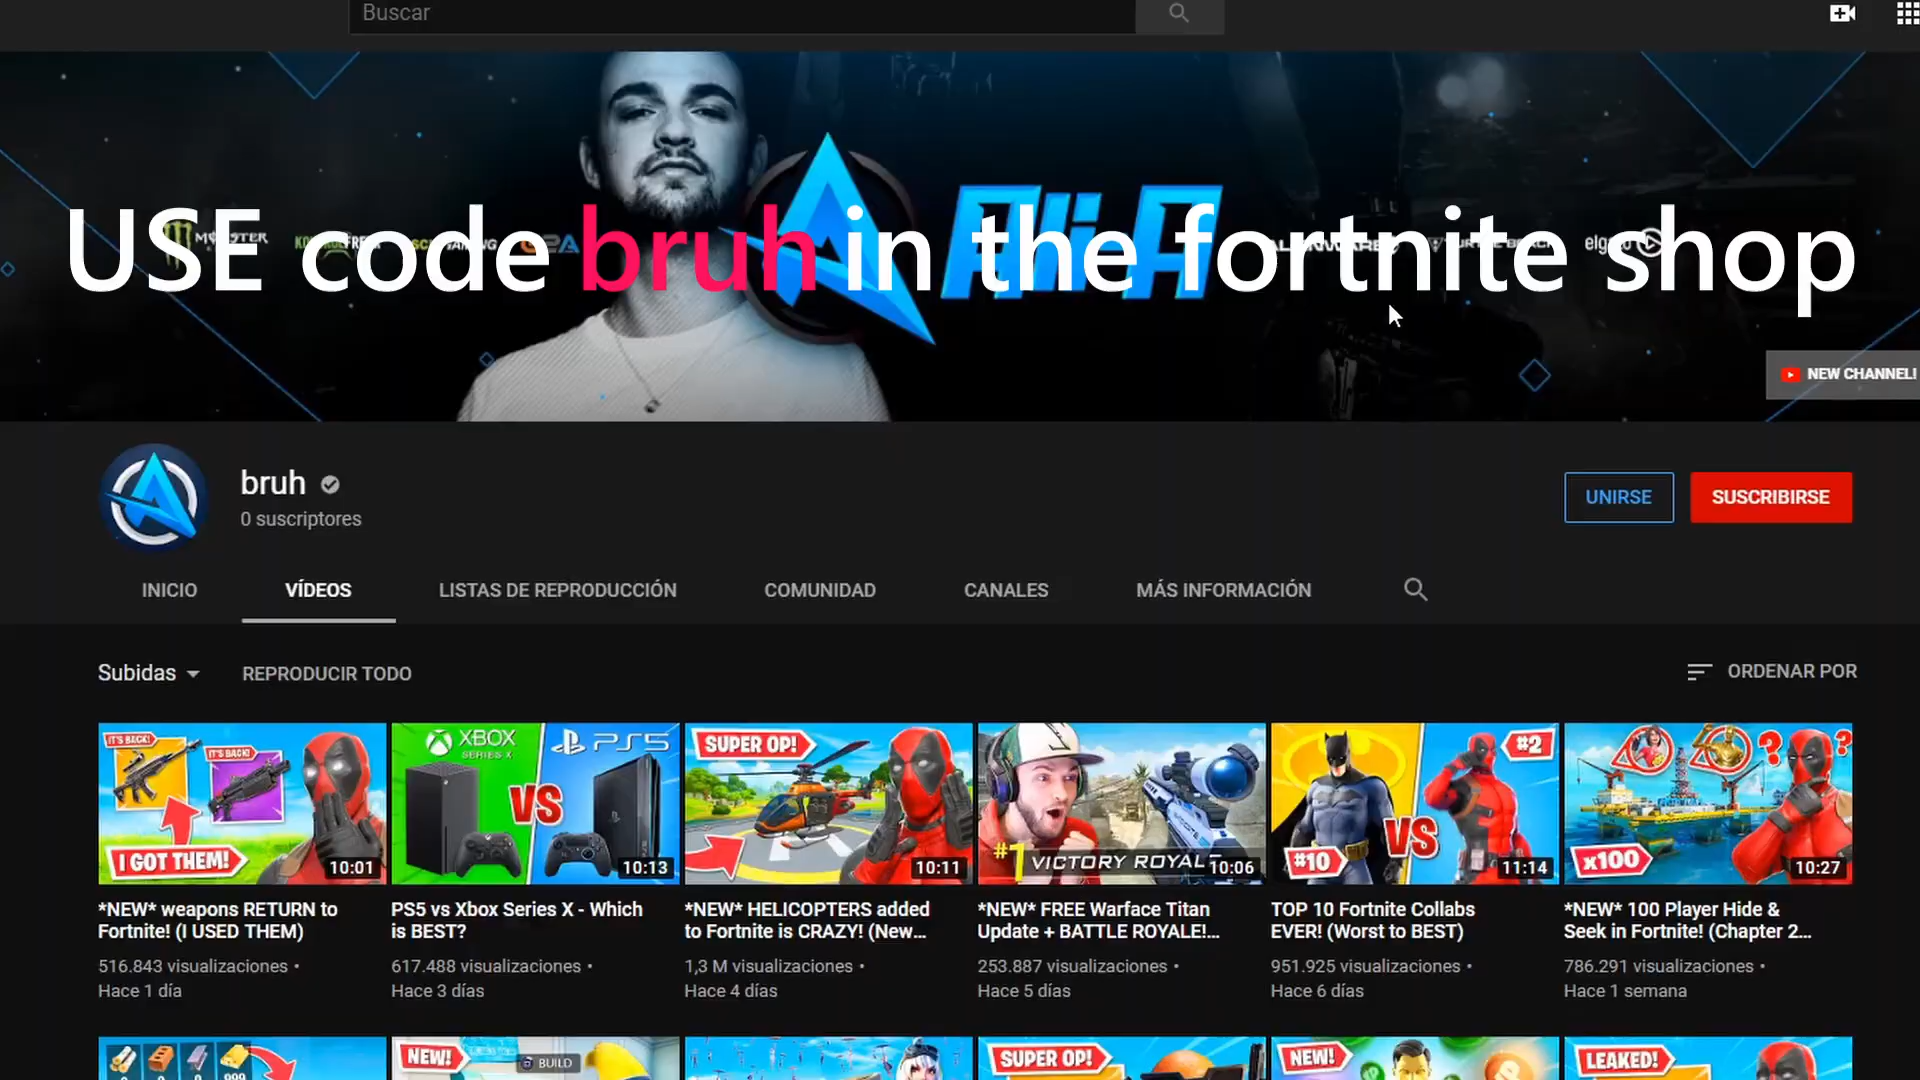 Buscar
USE code bruh in the fortnite shop
Ali-A
NEW CHANNEL!
bruh
0 suscriptores
UNIRSE
SUSCRIBIRSE
INICIO
VÍDEOS
LISTAS DE REPRODUCCIÓN
COMUNIDAD
CANALES
MÁS INFORMACIÓN
Subidas
REPRODUCIR TODO
ORDENAR POR
IT'S BACK!
IT'S BACK!
I GOT THEM!
10:01
XBOX
SERIES X
PS5
VS
10:13
SUPER OP!
10:11
#1 VICTORY ROYALE
10:06
#2
VS
#10
11:14
x100
10:27
*NEW* weapons RETURN to
Fortnite! (I USED THEM)
516.843 visualizaciones •
Hace 1 día
PS5 vs Xbox Series X - Which
is BEST?
617.488 visualizaciones •
Hace 3 días
*NEW* HELICOPTERS added
to Fortnite is CRAZY! (New...
1,3 M visualizaciones •
Hace 4 días
*NEW* FREE Warface Titan
Update + BATTLE ROYALE!...
253.887 visualizaciones •
Hace 5 días
TOP 10 Fortnite Collabs
EVER! (Worst to BEST)
951.925 visualizaciones •
Hace 6 días
*NEW* 100 Player Hide &
Seek in Fortnite! (Chapter 2...
786.291 visualizaciones •
Hace 1 semana
999
NEW!
BUILD
SUPER OP!
NEW!
LEAKED!